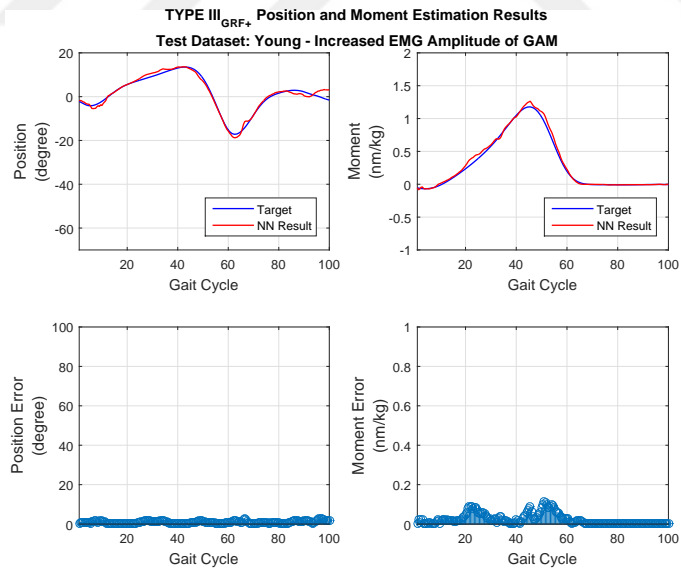 TYPE III_GRF+ Position and Moment Estimation Results
Test Dataset: Young - Increased EMG Amplitude of GAM
20
0
-20
-40
-60
Position
(degree)
Target
NN Result
20 40 60 80 100
Gait Cycle
2
1.5
1
0.5
0
-0.5
-1
Moment
(nm/kg)
Target
NN Result
20 40 60 80 100
Gait Cycle
100
80
60
40
20
0
Position Error
(degree)
20 40 60 80 100
Gait Cycle
1
0.8
0.6
0.4
0.2
0
Moment Error
(nm/kg)
20 40 60 80 100
Gait Cycle